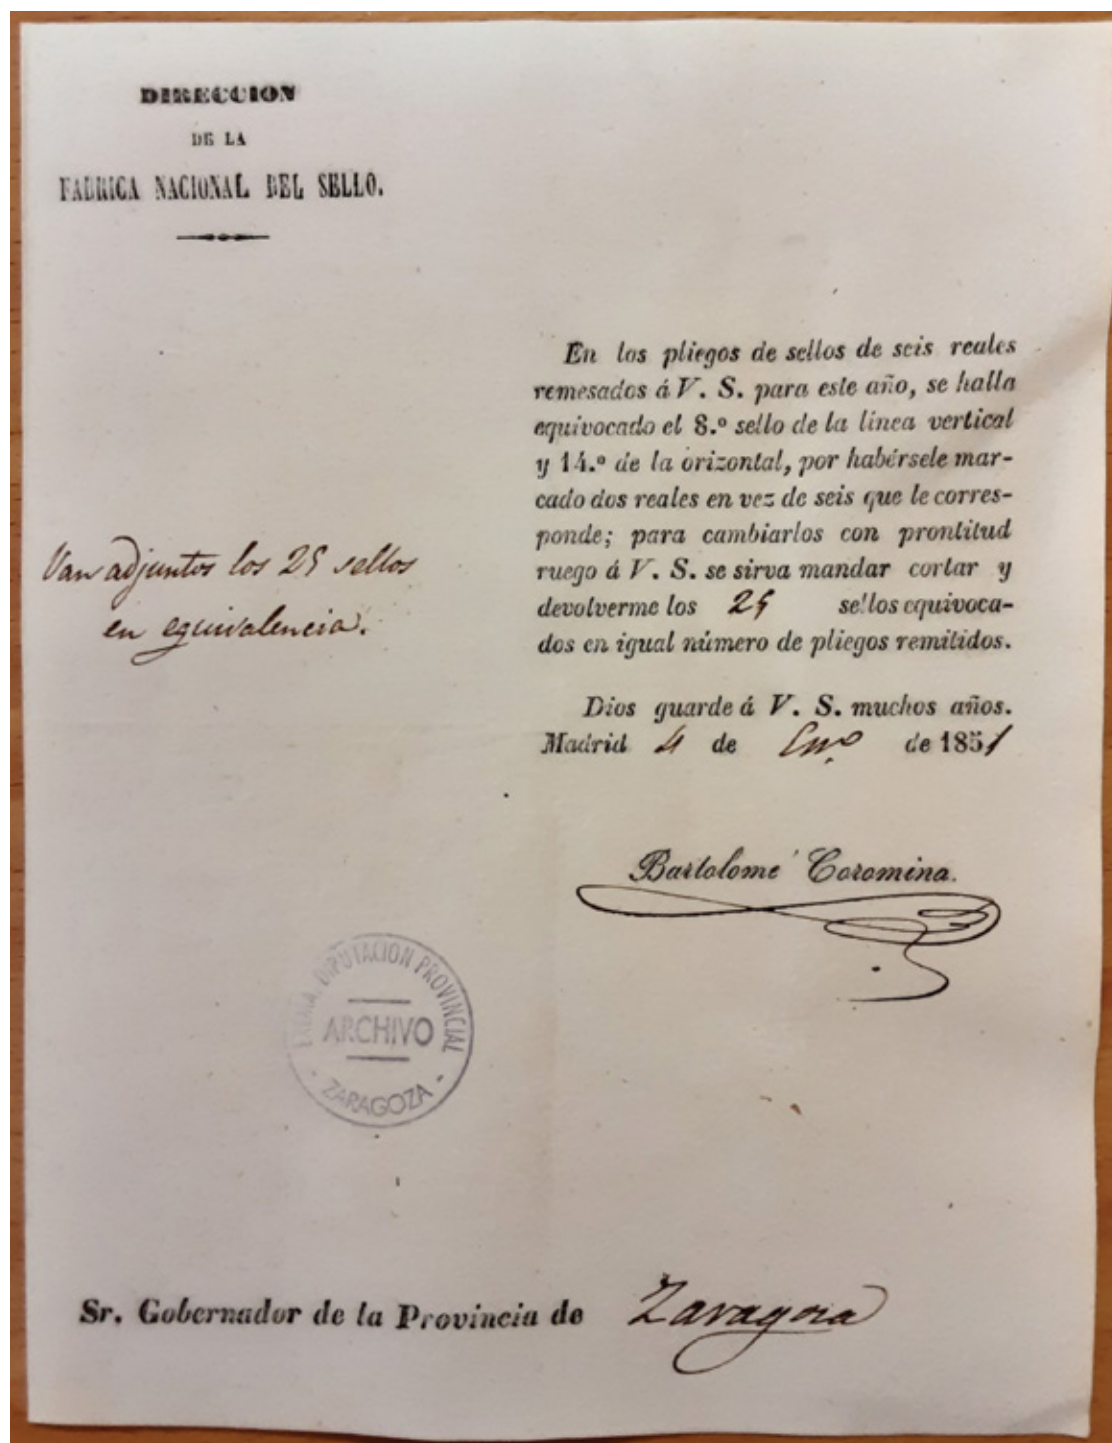 DIRECCION
DE LA
FABRICA NACIONAL DEL SELLO.
En los pliegos de sellos de seis reales
remesados á V. S. para este año, se halla
equivocado el 8.º sello de la línea vertical
y 14.º de la orizontal, por habérsele mar-
cado dos reales en vez de seis que le corres-
ponde; para cambiarlos con prontitud
ruego á V. S. se sirva mandar cortar y
devolverme los 25 sellos equivoca-
dos en igual número de pliegos remitidos.
Van adjuntos los 25 sellos
en equivalencia.
Dios guarde á V. S. muchos años.
Madrid 4 de Enº de 1851
Bartolomé Coromina.
EXCMA. DIPUTACION PROVINCIAL
ARCHIVO
ZARAGOZA
Sr. Gobernador de la Provincia de Zaragoza